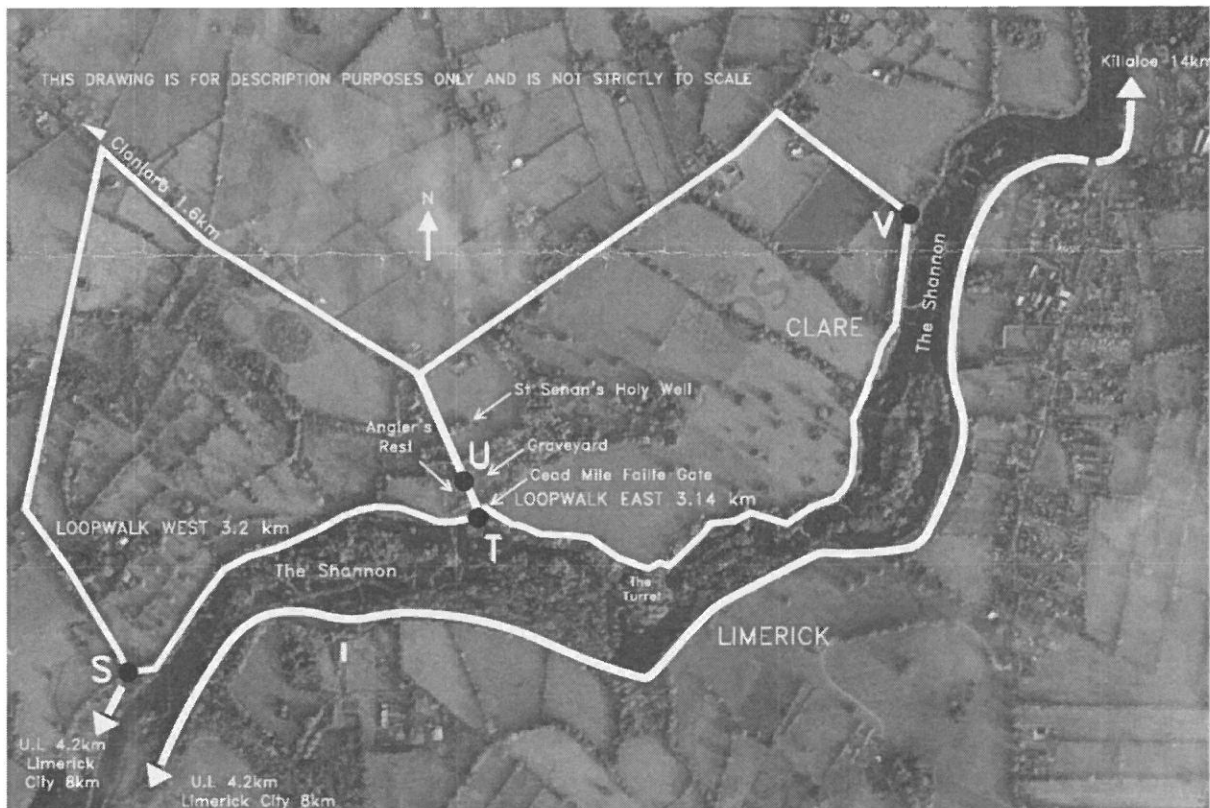 THIS DRAWING IS FOR DESCRIPTION PURPOSES ONLY AND IS NOT STRICTLY TO SCALE
Killaloe 14km
Clonlara 1.6km
N
V
The Shannon
CLARE
St Senan's Holy Well
Angler's
Rest
U
Graveyard
Cead Mile Failte Gate
LOOPWALK EAST 3.14 km
LOOPWALK WEST 3.2 km
T
The Shannon
The
Turret
LIMERICK
S
U.L 4.2km
Limerick
City 8km
U.L 4.2km
Limerick City 8km